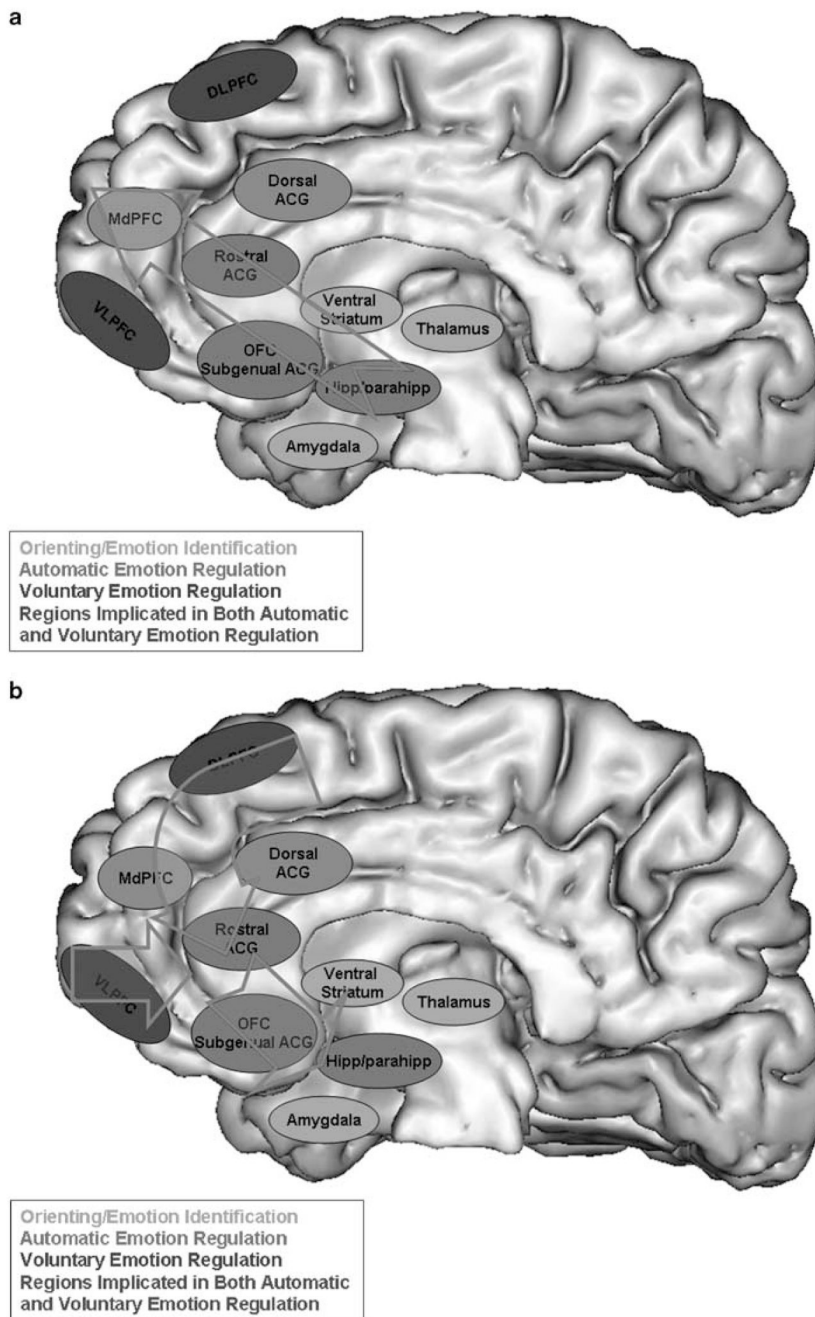 a
DLPFC
Dorsal
ACG
MdPFC
Rostral
ACG
VLPFC
Ventral
Striatum
Thalamus
OFC
Subgenual ACG
Hipp/parahipp
Amygdala
Orienting/Emotion Identification
Automatic Emotion Regulation
Voluntary Emotion Regulation
Regions Implicated in Both Automatic
and Voluntary Emotion Regulation
b
DLPFC
Dorsal
ACG
MdPFC
Rostral
ACG
VLPFC
Ventral
Striatum
Thalamus
OFC
Subgenual ACG
Hipp/parahipp
Amygdala
Orienting/Emotion Identification
Automatic Emotion Regulation
Voluntary Emotion Regulation
Regions Implicated in Both Automatic
and Voluntary Emotion Regulation